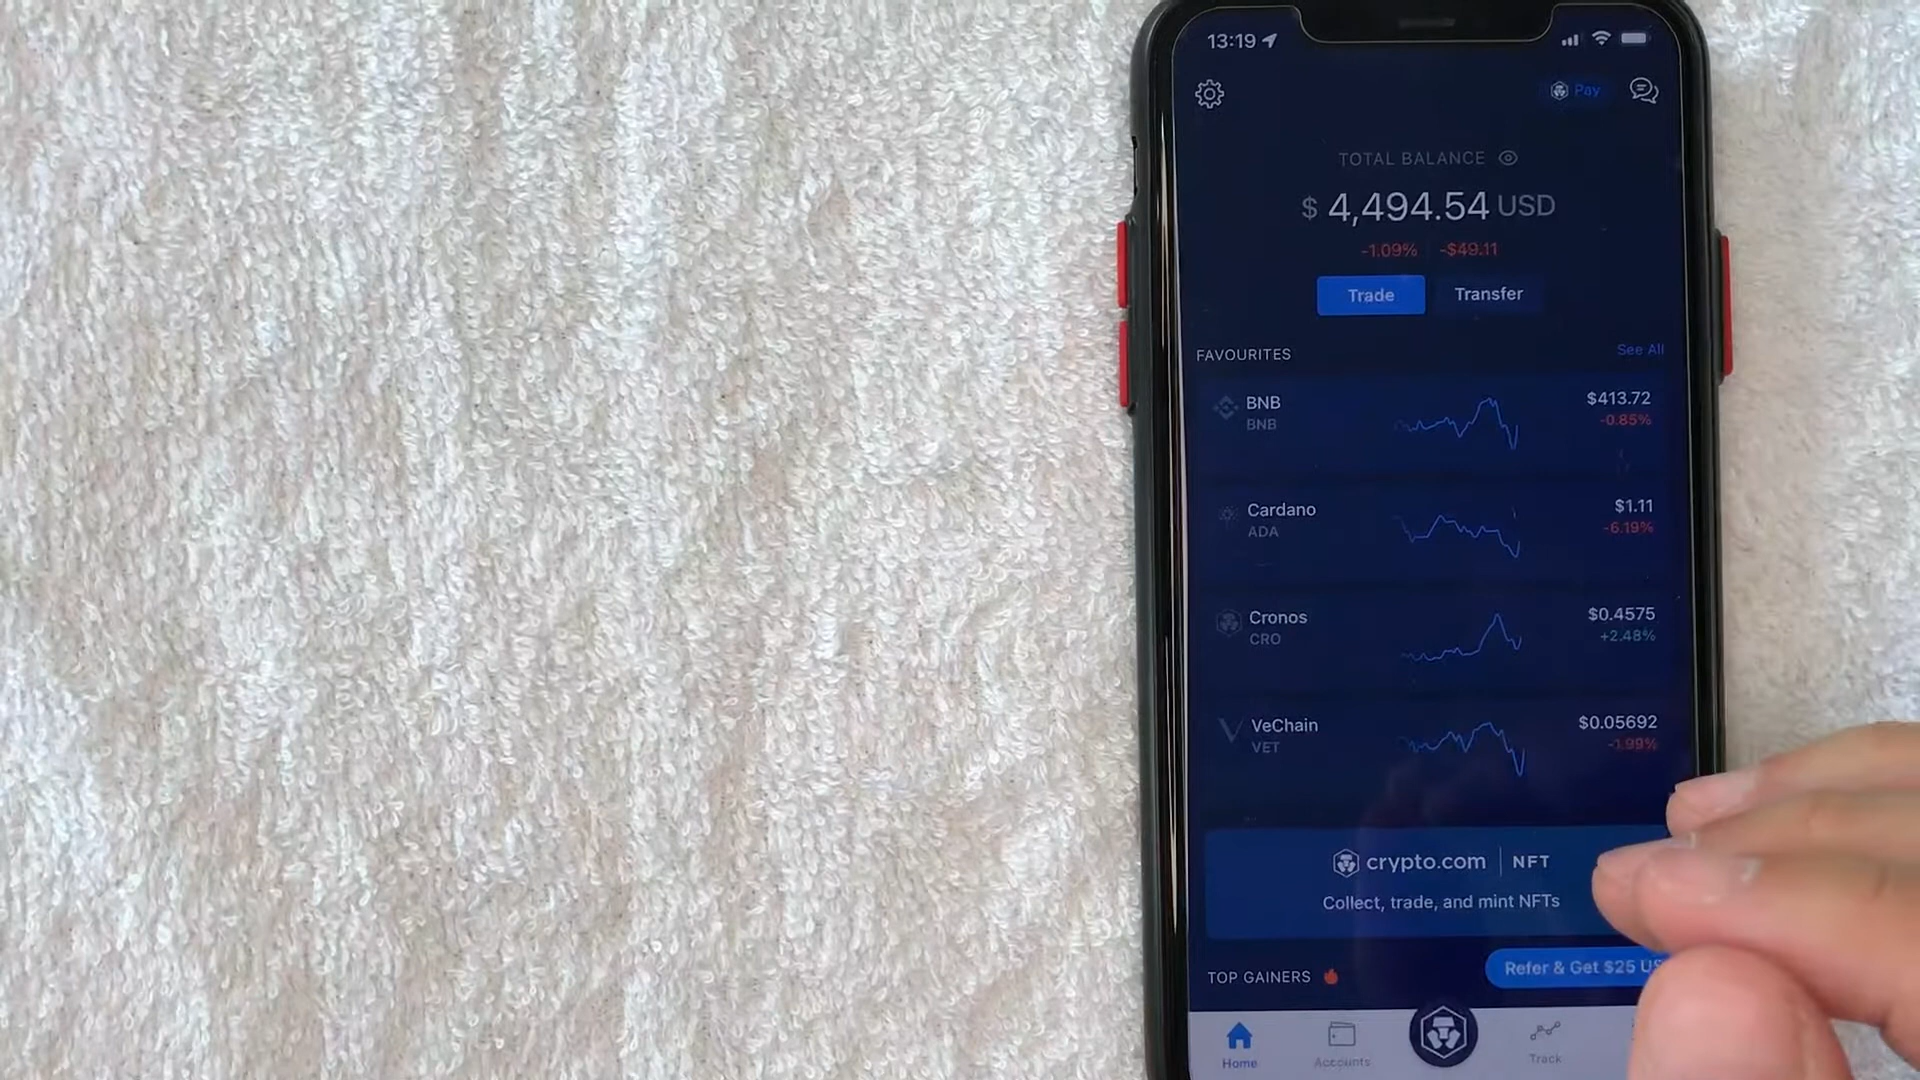 13:19
Pay
TOTAL BALANCE
$ 4,494.54 USD
-1.09% -$49.11
Trade Transfer
FAVOURITES See All
BNB $413.72
BNB -0.85%
Cardano $1.11
ADA -6.19%
Cronos $0.4575
CRO +2.48%
VeChain $0.05692
VET -1.99%
crypto.com NFT
Collect, trade, and mint NFTs
TOP GAINERS Refer & Get $25 US
Home Accounts Track